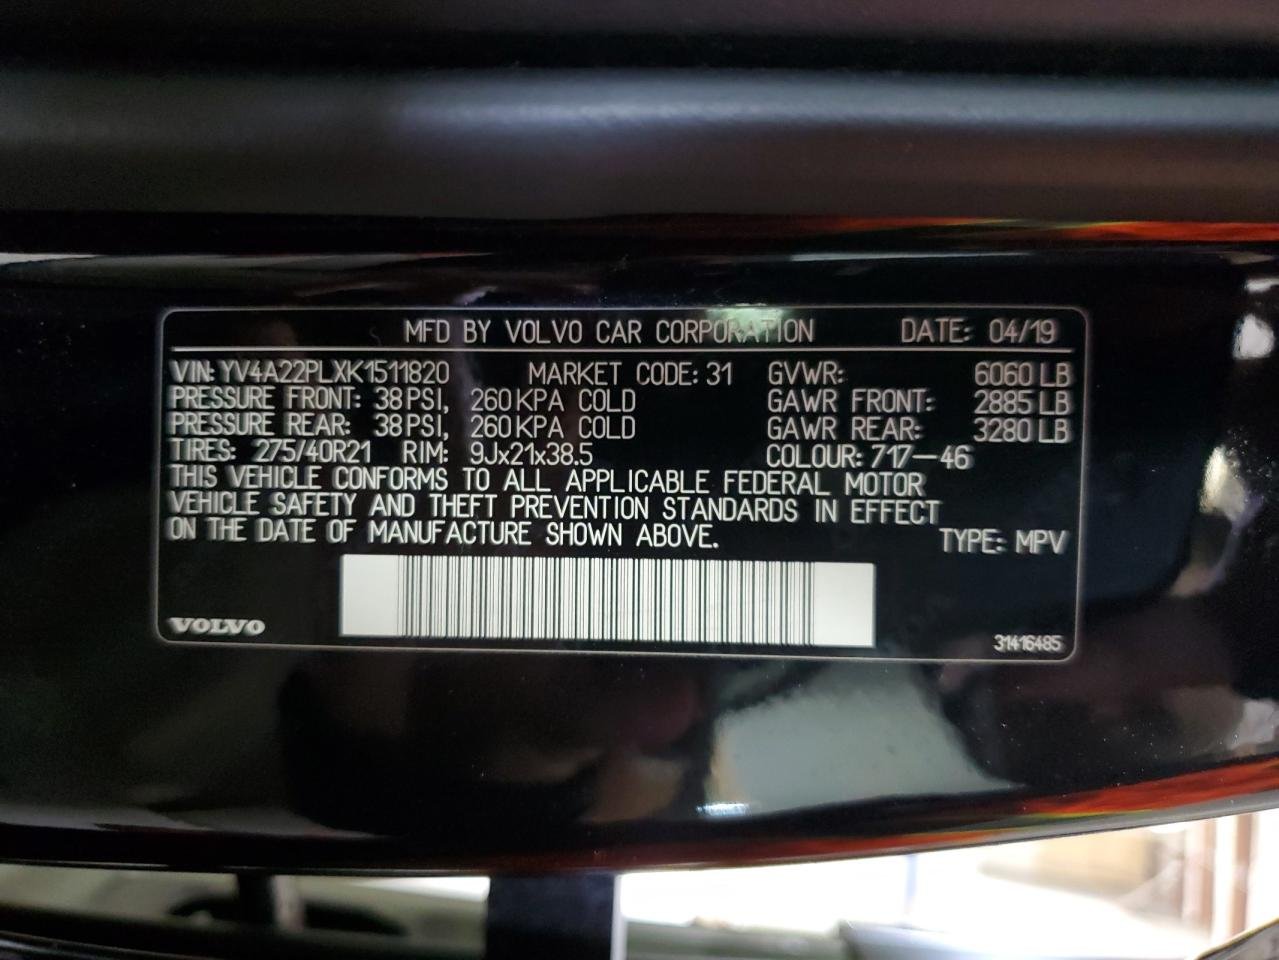 MFD BY VOLVO CAR CORPORATION DATE: 04/19
VIN: YV4A22PLXK1511820 MARKET CODE: 31 GVWR: 6060 LB
PRESSURE FRONT: 38 PSI, 260 KPA COLD GAWR FRONT: 2885 LB
PRESSURE REAR: 38 PSI, 260 KPA COLD GAWR REAR: 3280 LB
TIRES: 275/40R21 RIM: 9Jx21x38.5 COLOUR: 717-46
THIS VEHICLE CONFORMS TO ALL APPLICABLE FEDERAL MOTOR
VEHICLE SAFETY AND THEFT PREVENTION STANDARDS IN EFFECT
ON THE DATE OF MANUFACTURE SHOWN ABOVE. TYPE: MPV
VOLVO 31416485